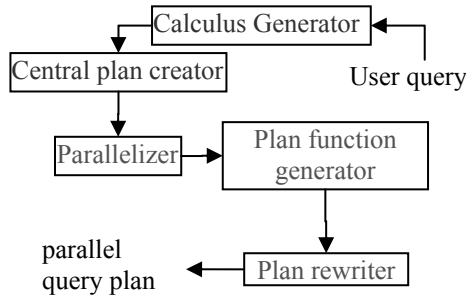 Calculus Generator
Central plan creator
User query
Parallelizer
Plan function
generator
parallel
query plan
Plan rewriter